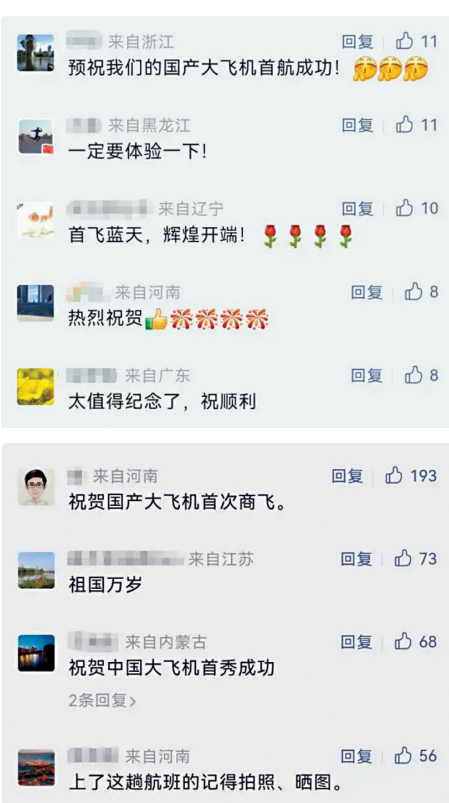 来自浙江 回复 11
预祝我们的国产大飞机首航成功!
来自黑龙江 回复 11
一定要体验一下!
来自辽宁 回复 10
首飞蓝天，辉煌开端!
来自河南 回复 8
热烈祝贺
来自广东 回复 8
太值得纪念了，祝顺利
来自河南 回复 193
祝贺国产大飞机首次商飞。
来自江苏 回复 73
祖国万岁
来自内蒙古 回复 68
祝贺中国大飞机首秀成功
2条回复>
来自河南 回复 56
上了这趟航班的记得拍照、晒图。